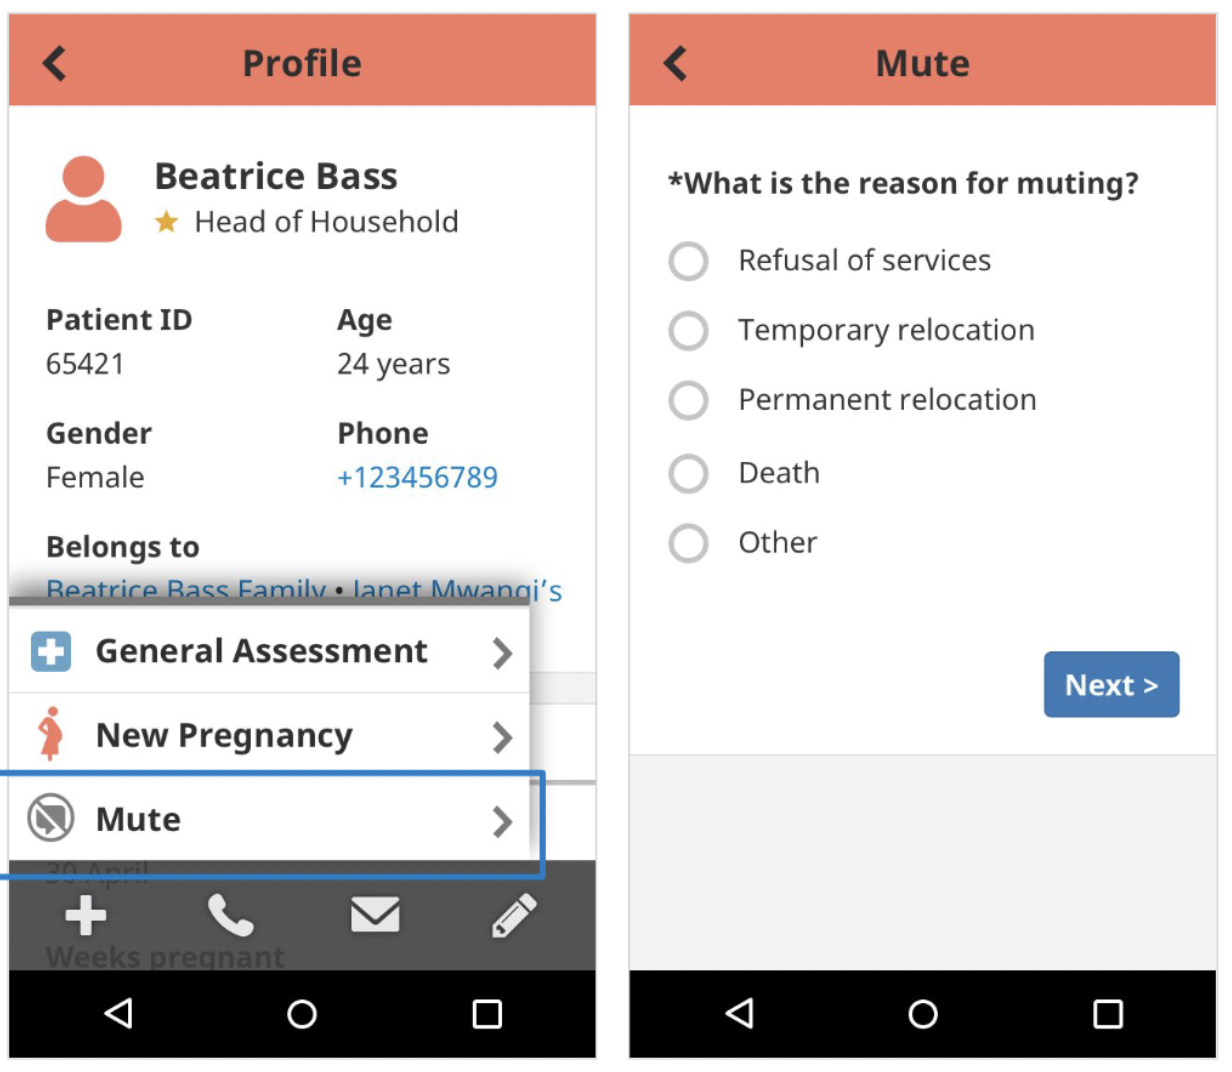 Profile
Beatrice Bass
Head of Household
Patient ID Age
65421 24 years
Gender Phone
Female +123456789
Belongs to
Beatrice Bass Family • Janet Mwangi's
General Assessment
New Pregnancy
Mute
30 April
Weeks pregnant
Mute
*What is the reason for muting?
Refusal of services
Temporary relocation
Permanent relocation
Death
Other
Next >